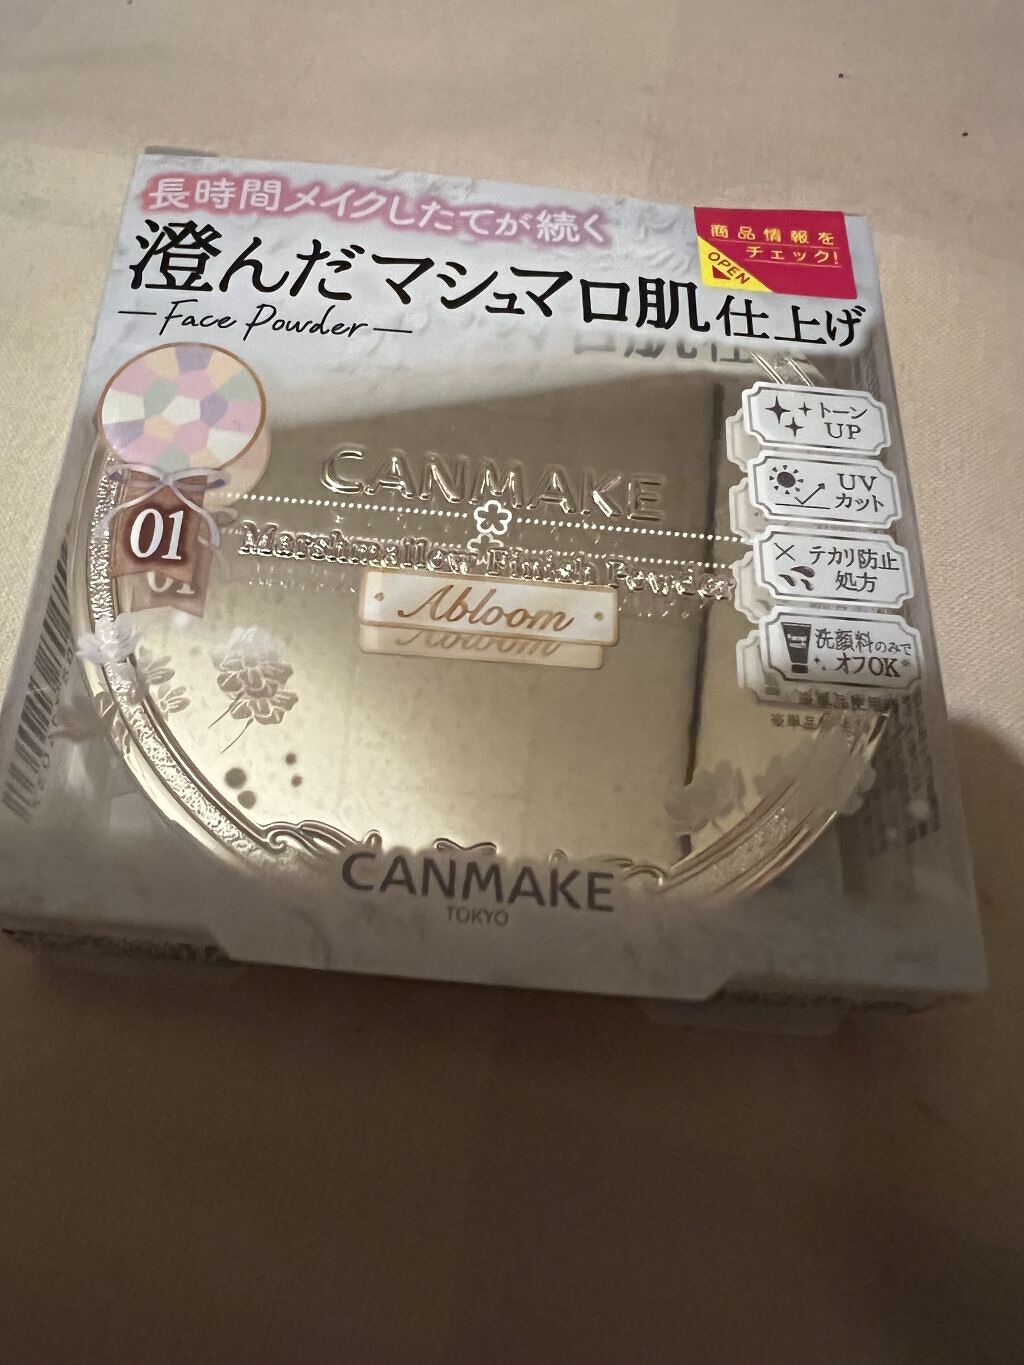 長時間メイクしたてが続く
澄んだマシュマロ肌仕上げ
Face Powder
商品情報を
チェック!
OPEN
トーン
UP
CANMAKE
UV
カット
01
Marshmallow Finish Powder
テカリ防止
処方
Abloom
洗顔料のみで
オフOK
CANMAKE
TOKYO